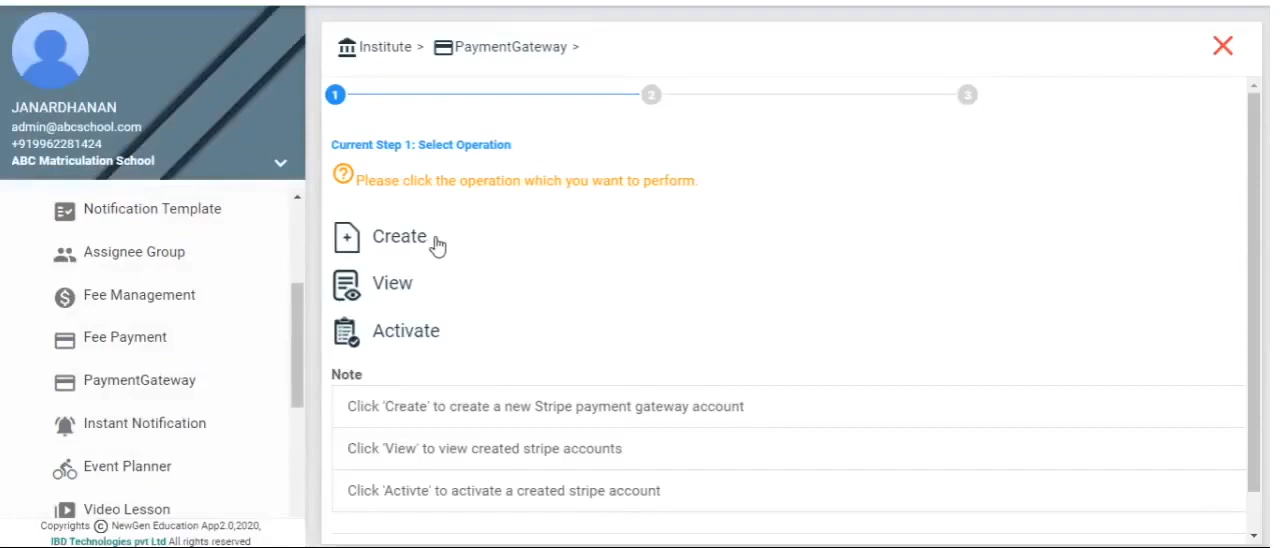 JANARDHANAN
admin@abcschool.com
+919962281424
ABC Matriculation School
Notification Template
Assignee Group
Fee Management
Fee Payment
PaymentGateway
Instant Notification
Event Planner
Video Lesson
Copyrights © NewGen Education App2.0,2020,
IBD Technologies pvt Ltd All rights reserved
Institute > PaymentGateway >
1 2 3
Current Step 1: Select Operation
Please click the operation which you want to perform.
Create
View
Activate
Note
Click 'Create' to create a new Stripe payment gateway account
Click 'View' to view created stripe accounts
Click 'Activte' to activate a created stripe account